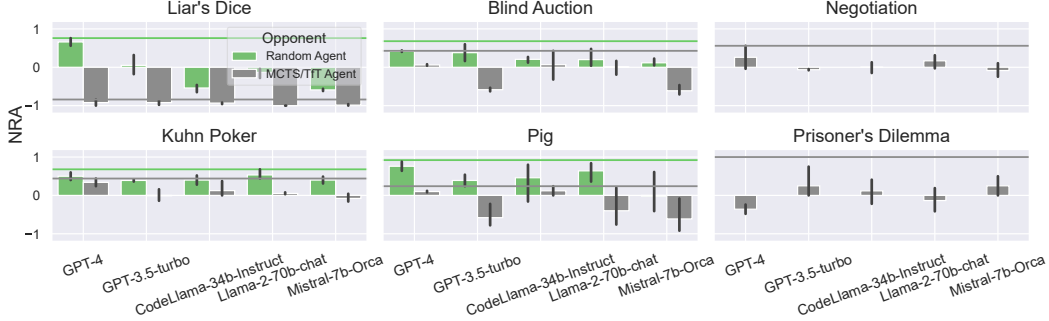 Liar's Dice
Blind Auction
Negotiation
1
0
−1
Opponent
Random Agent
MCTS/TfT Agent
NRA
Kuhn Poker
Pig
Prisoner's Dilemma
1
0
−1
GPT-4
GPT-3.5-turbo
CodeLlama-34b-Instruct
Llama-2-70b-chat
Mistral-7b-Orca
GPT-4
GPT-3.5-turbo
CodeLlama-34b-Instruct
Llama-2-70b-chat
Mistral-7b-Orca
GPT-4
GPT-3.5-turbo
CodeLlama-34b-Instruct
Llama-2-70b-chat
Mistral-7b-Orca